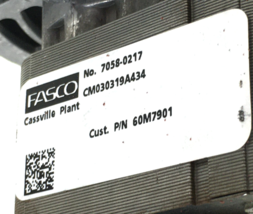 FASCO
No. 7058-0217
CM030319A434
Cassville Plant
Cust. P/N 60M7901